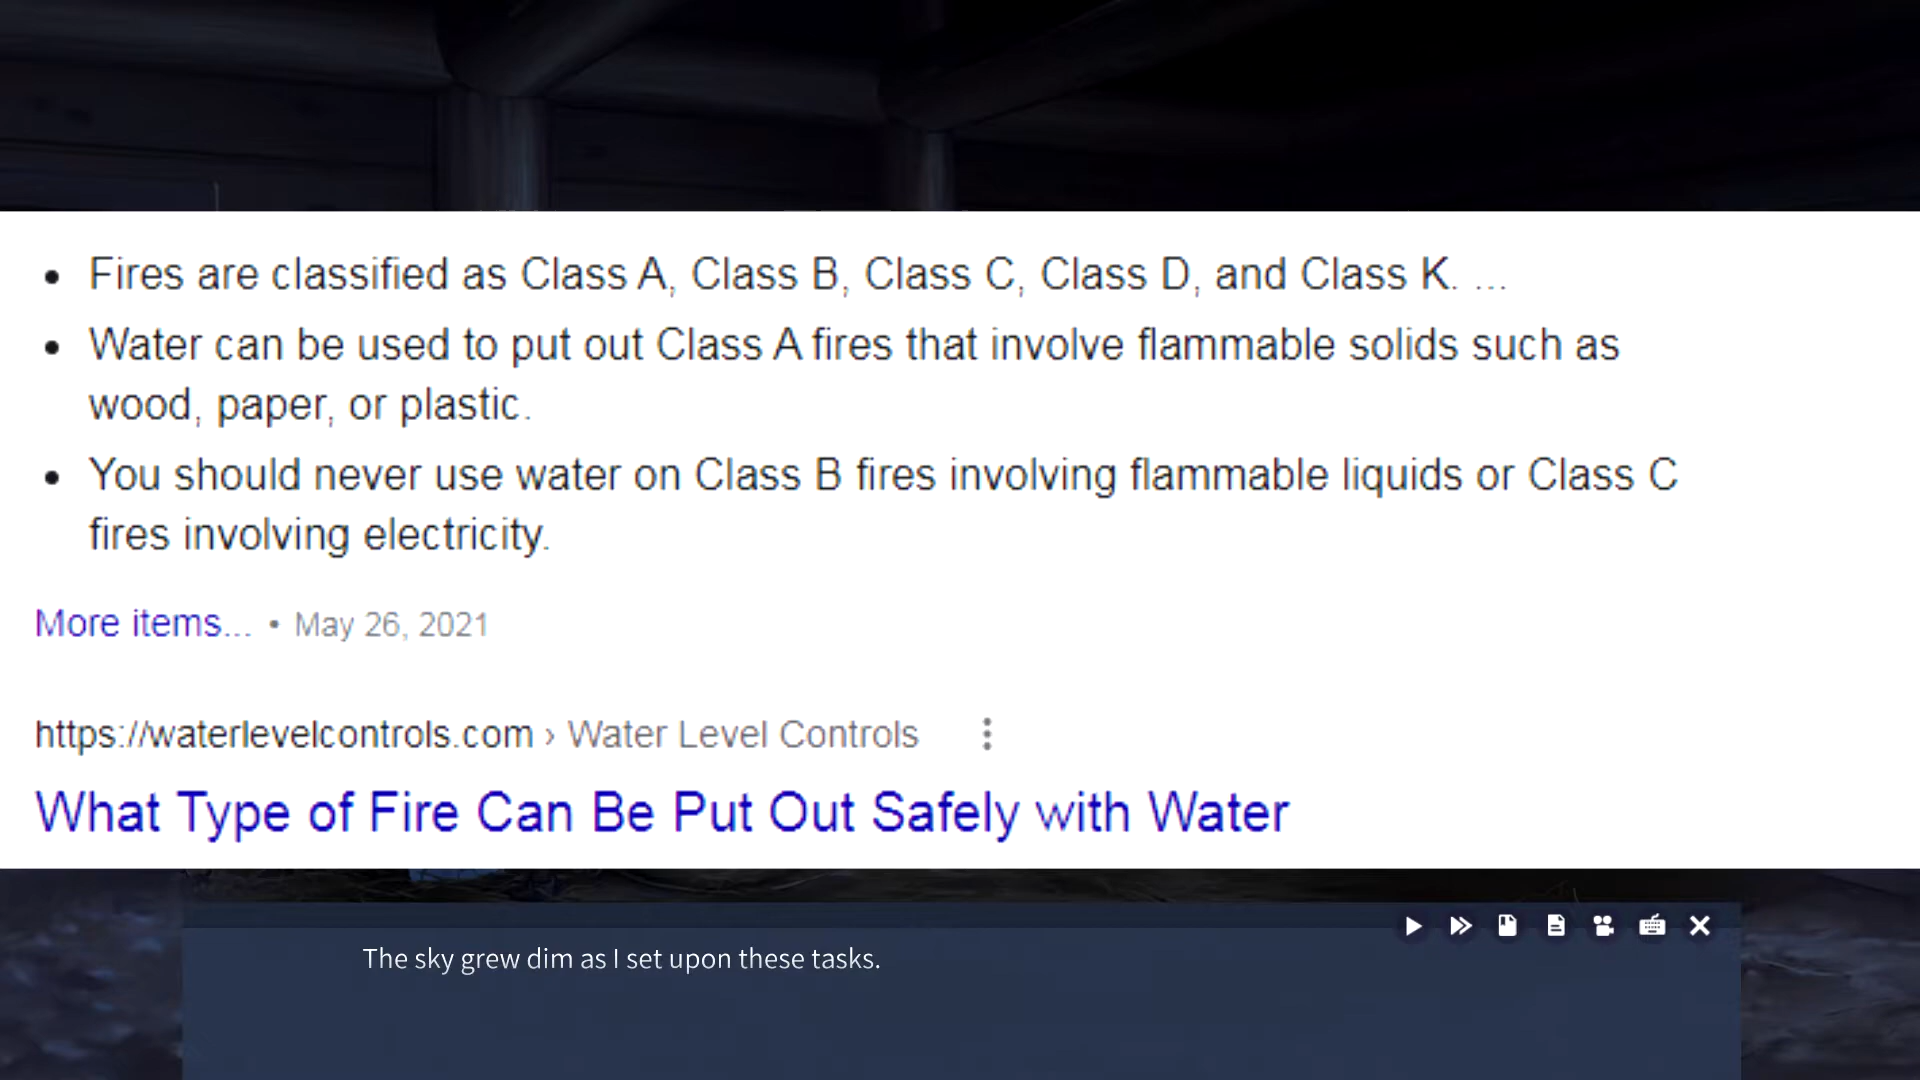 • Fires are classified as Class A, Class B, Class C, Class D, and Class K. ...
• Water can be used to put out Class A fires that involve flammable solids such as
wood, paper, or plastic.
• You should never use water on Class B fires involving flammable liquids or Class C
fires involving electricity.
More items... • May 26, 2021
https://waterlevelcontrols.com › Water Level Controls
What Type of Fire Can Be Put Out Safely with Water
The sky grew dim as I set upon these tasks.